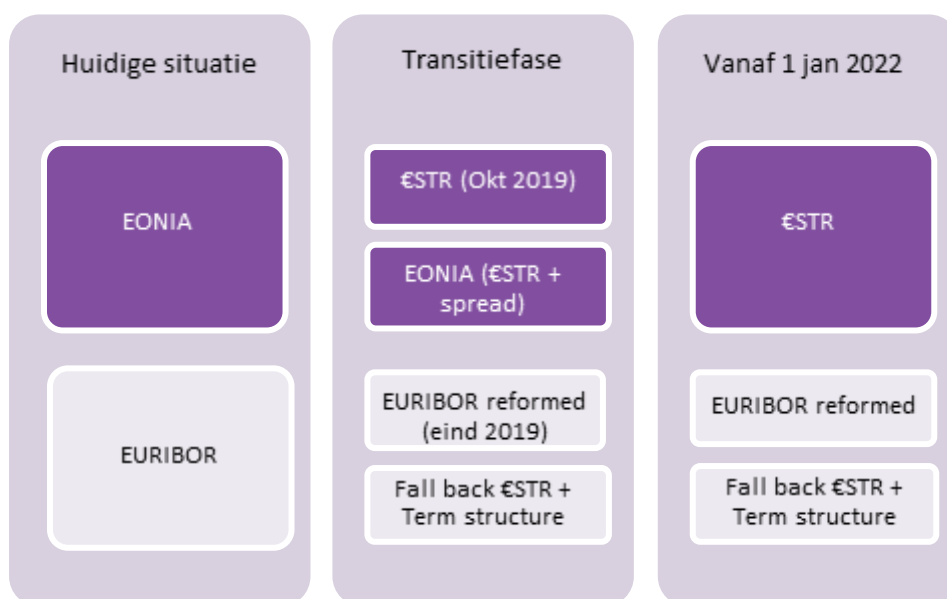 Huidige situatie
EONIA
EURIBOR
Transitiefase
€STR (Okt 2019)
EONIA (€STR +
spread)
EURIBOR reformed
(eind 2019)
Fall back €STR +
Term structure
Vanaf 1 jan 2022
€STR
EURIBOR reformed
Fall back €STR +
Term structure